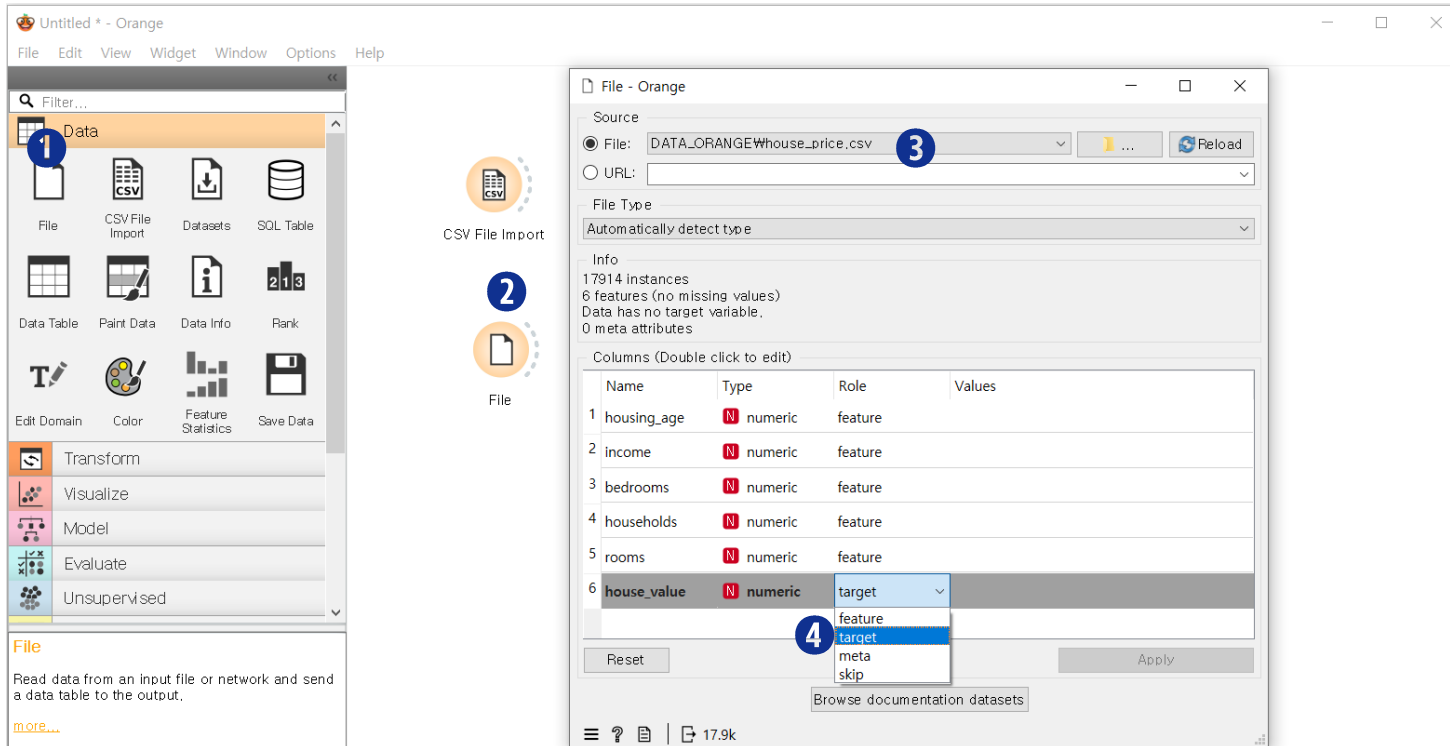 Untitled * - Orange
File Edit View Widget Window Options Help
Filter...
Data
1
File
CSV File Import
Datasets
SQL Table
Data Table
Paint Data
Data Info
Rank
Edit Domain
Color
Feature Statistics
Save Data
Transform
Visualize
Model
Evaluate
Unsupervised
File
Read data from an input file or network and send
a data table to the output,
more...
CSV
CSV File Import
2
File
File - Orange
Source
File: DATA_ORANGE₩house_price,csv
3
... Reload
URL:
File Type
Automatically detect type
Info
17914 instances
6 features (no missing values)
Data has no target variable,
0 meta attributes
Columns (Double click to edit)
Name Type Role Values
1 housing_age N numeric feature
2 income N numeric feature
3 bedrooms N numeric feature
4 households N numeric feature
5 rooms N numeric feature
6 house_value N numeric target
feature
4 target
meta
skip
Reset Apply
Browse documentation datasets
? 17.9k